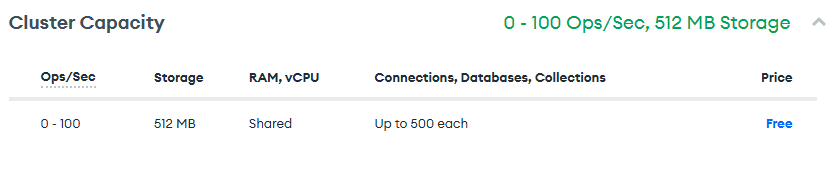 Cluster Capacity 0 - 100 Ops/Sec, 512 MB Storage
Ops/Sec Storage RAM, vCPU Connections, Databases, Collections Price
0 - 100 512 MB Shared Up to 500 each Free